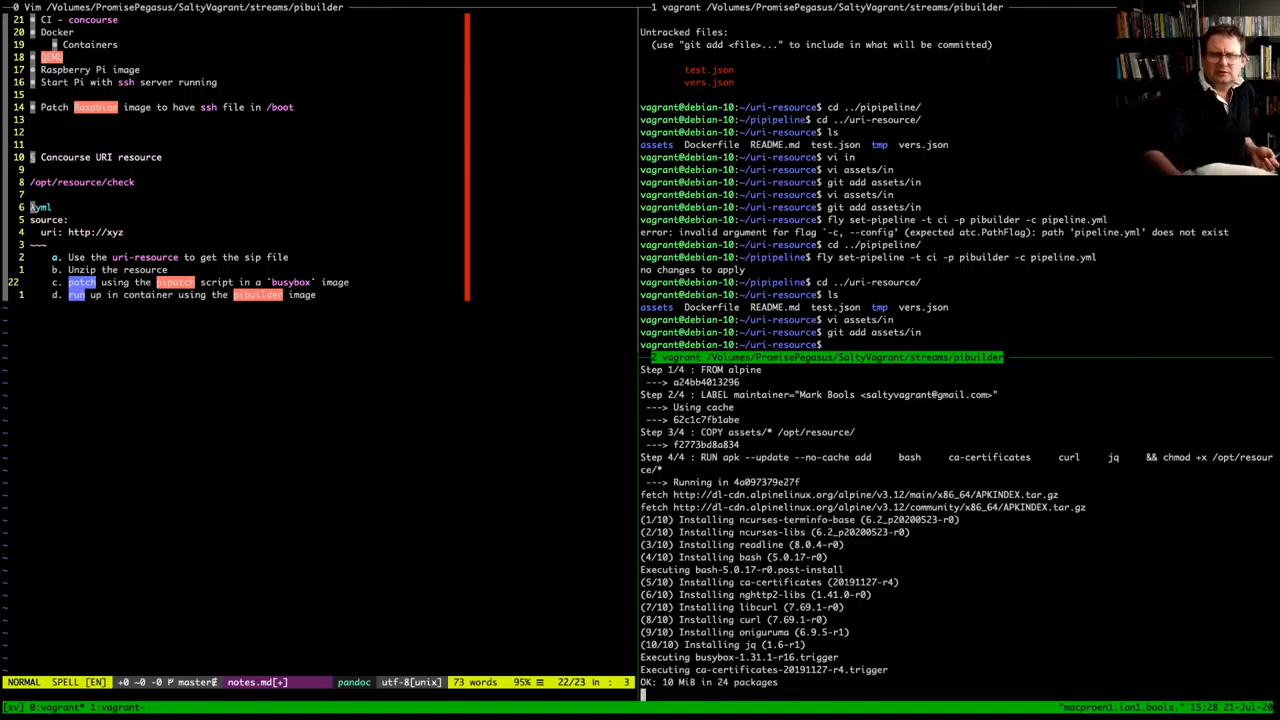 0 Vim /Volumes/PromisePegasus/SaltyVagrant/streams/pibuilder
21 CI - concourse
20 Docker
19 Containers
18 QEMU
17 Raspberry Pi image
16 Start Pi with ssh server running
15
14 Patch Raspbian image to have ssh file in /boot
13
12
11
10 § Concourse URI resource
9
8 /opt/resource/check
7
6 yml
5 source:
4 uri: http://xyz
3 ~~~
2 a. Use the uri-resource to get the sip file
1 b. Unzip the resource
22 c. patch using the pipatch script in a `busybox` image
1 d. run up in container using the pibuilder image
NORMAL SPELL [EN] +0 ~0 -0 master notes.md[+] pandoc utf-8[unix] 73 words 95% 22/23 ln : 3
1 vagrant /Volumes/PromisePegasus/SaltyVagrant/streams/pibuilder
Untracked files:
(use "git add <file>..." to include in what will be committed)
test.json
vers.json
vagrant@debian-10:~/uri-resource$ cd ../pipipeline/
vagrant@debian-10:~/pipipeline$ cd ../uri-resource/
vagrant@debian-10:~/uri-resource$ ls
assets Dockerfile README.md test.json tmp vers.json
vagrant@debian-10:~/uri-resource$ vi in
vagrant@debian-10:~/uri-resource$ vi assets/in
vagrant@debian-10:~/uri-resource$ git add assets/in
vagrant@debian-10:~/uri-resource$ vi assets/in
vagrant@debian-10:~/uri-resource$ git add assets/in
vagrant@debian-10:~/uri-resource$ fly set-pipeline -t ci -p pibuilder -c pipeline.yml
error: invalid argument for flag `-c, --config' (expected atc.PathFlag): path 'pipeline.yml' does not exist
vagrant@debian-10:~/uri-resource$ cd ../pipipeline/
vagrant@debian-10:~/pipipeline$ fly set-pipeline -t ci -p pibuilder -c pipeline.yml
no changes to apply
vagrant@debian-10:~/pipipeline$ cd ../uri-resource/
vagrant@debian-10:~/uri-resource$ ls
assets Dockerfile README.md test.json tmp vers.json
vagrant@debian-10:~/uri-resource$ vi assets/in
vagrant@debian-10:~/uri-resource$ git add assets/in
vagrant@debian-10:~/uri-resource$
2 vagrant /Volumes/PromisePegasus/SaltyVagrant/streams/pibuilder
Step 1/4 : FROM alpine
---> a24bb4013296
Step 2/4 : LABEL maintainer="Mark Bools <saltyvagrant@gmail.com>"
---> Using cache
---> 62c1c7fb1abe
Step 3/4 : COPY assets/* /opt/resource/
---> f2773bd8a834
Step 4/4 : RUN apk --update --no-cache add bash ca-certificates curl jq && chmod +x /opt/resour
ce/*
---> Running in 4a097379e27f
fetch http://dl-cdn.alpinelinux.org/alpine/v3.12/main/x86_64/APKINDEX.tar.gz
fetch http://dl-cdn.alpinelinux.org/alpine/v3.12/community/x86_64/APKINDEX.tar.gz
(1/10) Installing ncurses-terminfo-base (6.2_p20200523-r0)
(2/10) Installing ncurses-libs (6.2_p20200523-r0)
(3/10) Installing readline (8.0.4-r0)
(4/10) Installing bash (5.0.17-r0)
Executing bash-5.0.17-r0.post-install
(5/10) Installing ca-certificates (20191127-r4)
(6/10) Installing nghttp2-libs (1.41.0-r0)
(7/10) Installing libcurl (7.69.1-r0)
(8/10) Installing curl (7.69.1-r0)
(9/10) Installing oniguruma (6.9.5-r1)
(10/10) Installing jq (1.6-r1)
Executing busybox-1.31.1-r16.trigger
Executing ca-certificates-20191127-r4.trigger
OK: 10 MiB in 24 packages
[sv] 0:vagrant* 1:vagrant- "macproen1.lan1.bools." 15:28 21-Jul-20